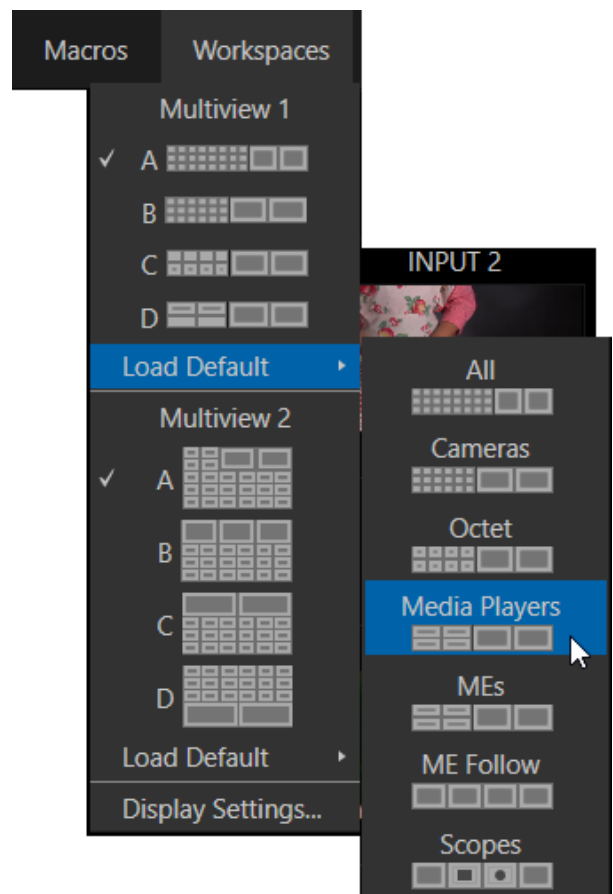 Macros Workspaces
Multiview 1
A
B
C
D
Load Default
Multiview 2
A
B
C
D
Load Default
Display Settings...
INPUT 2
All
Cameras
Octet
Media Players
MEs
ME Follow
Scopes